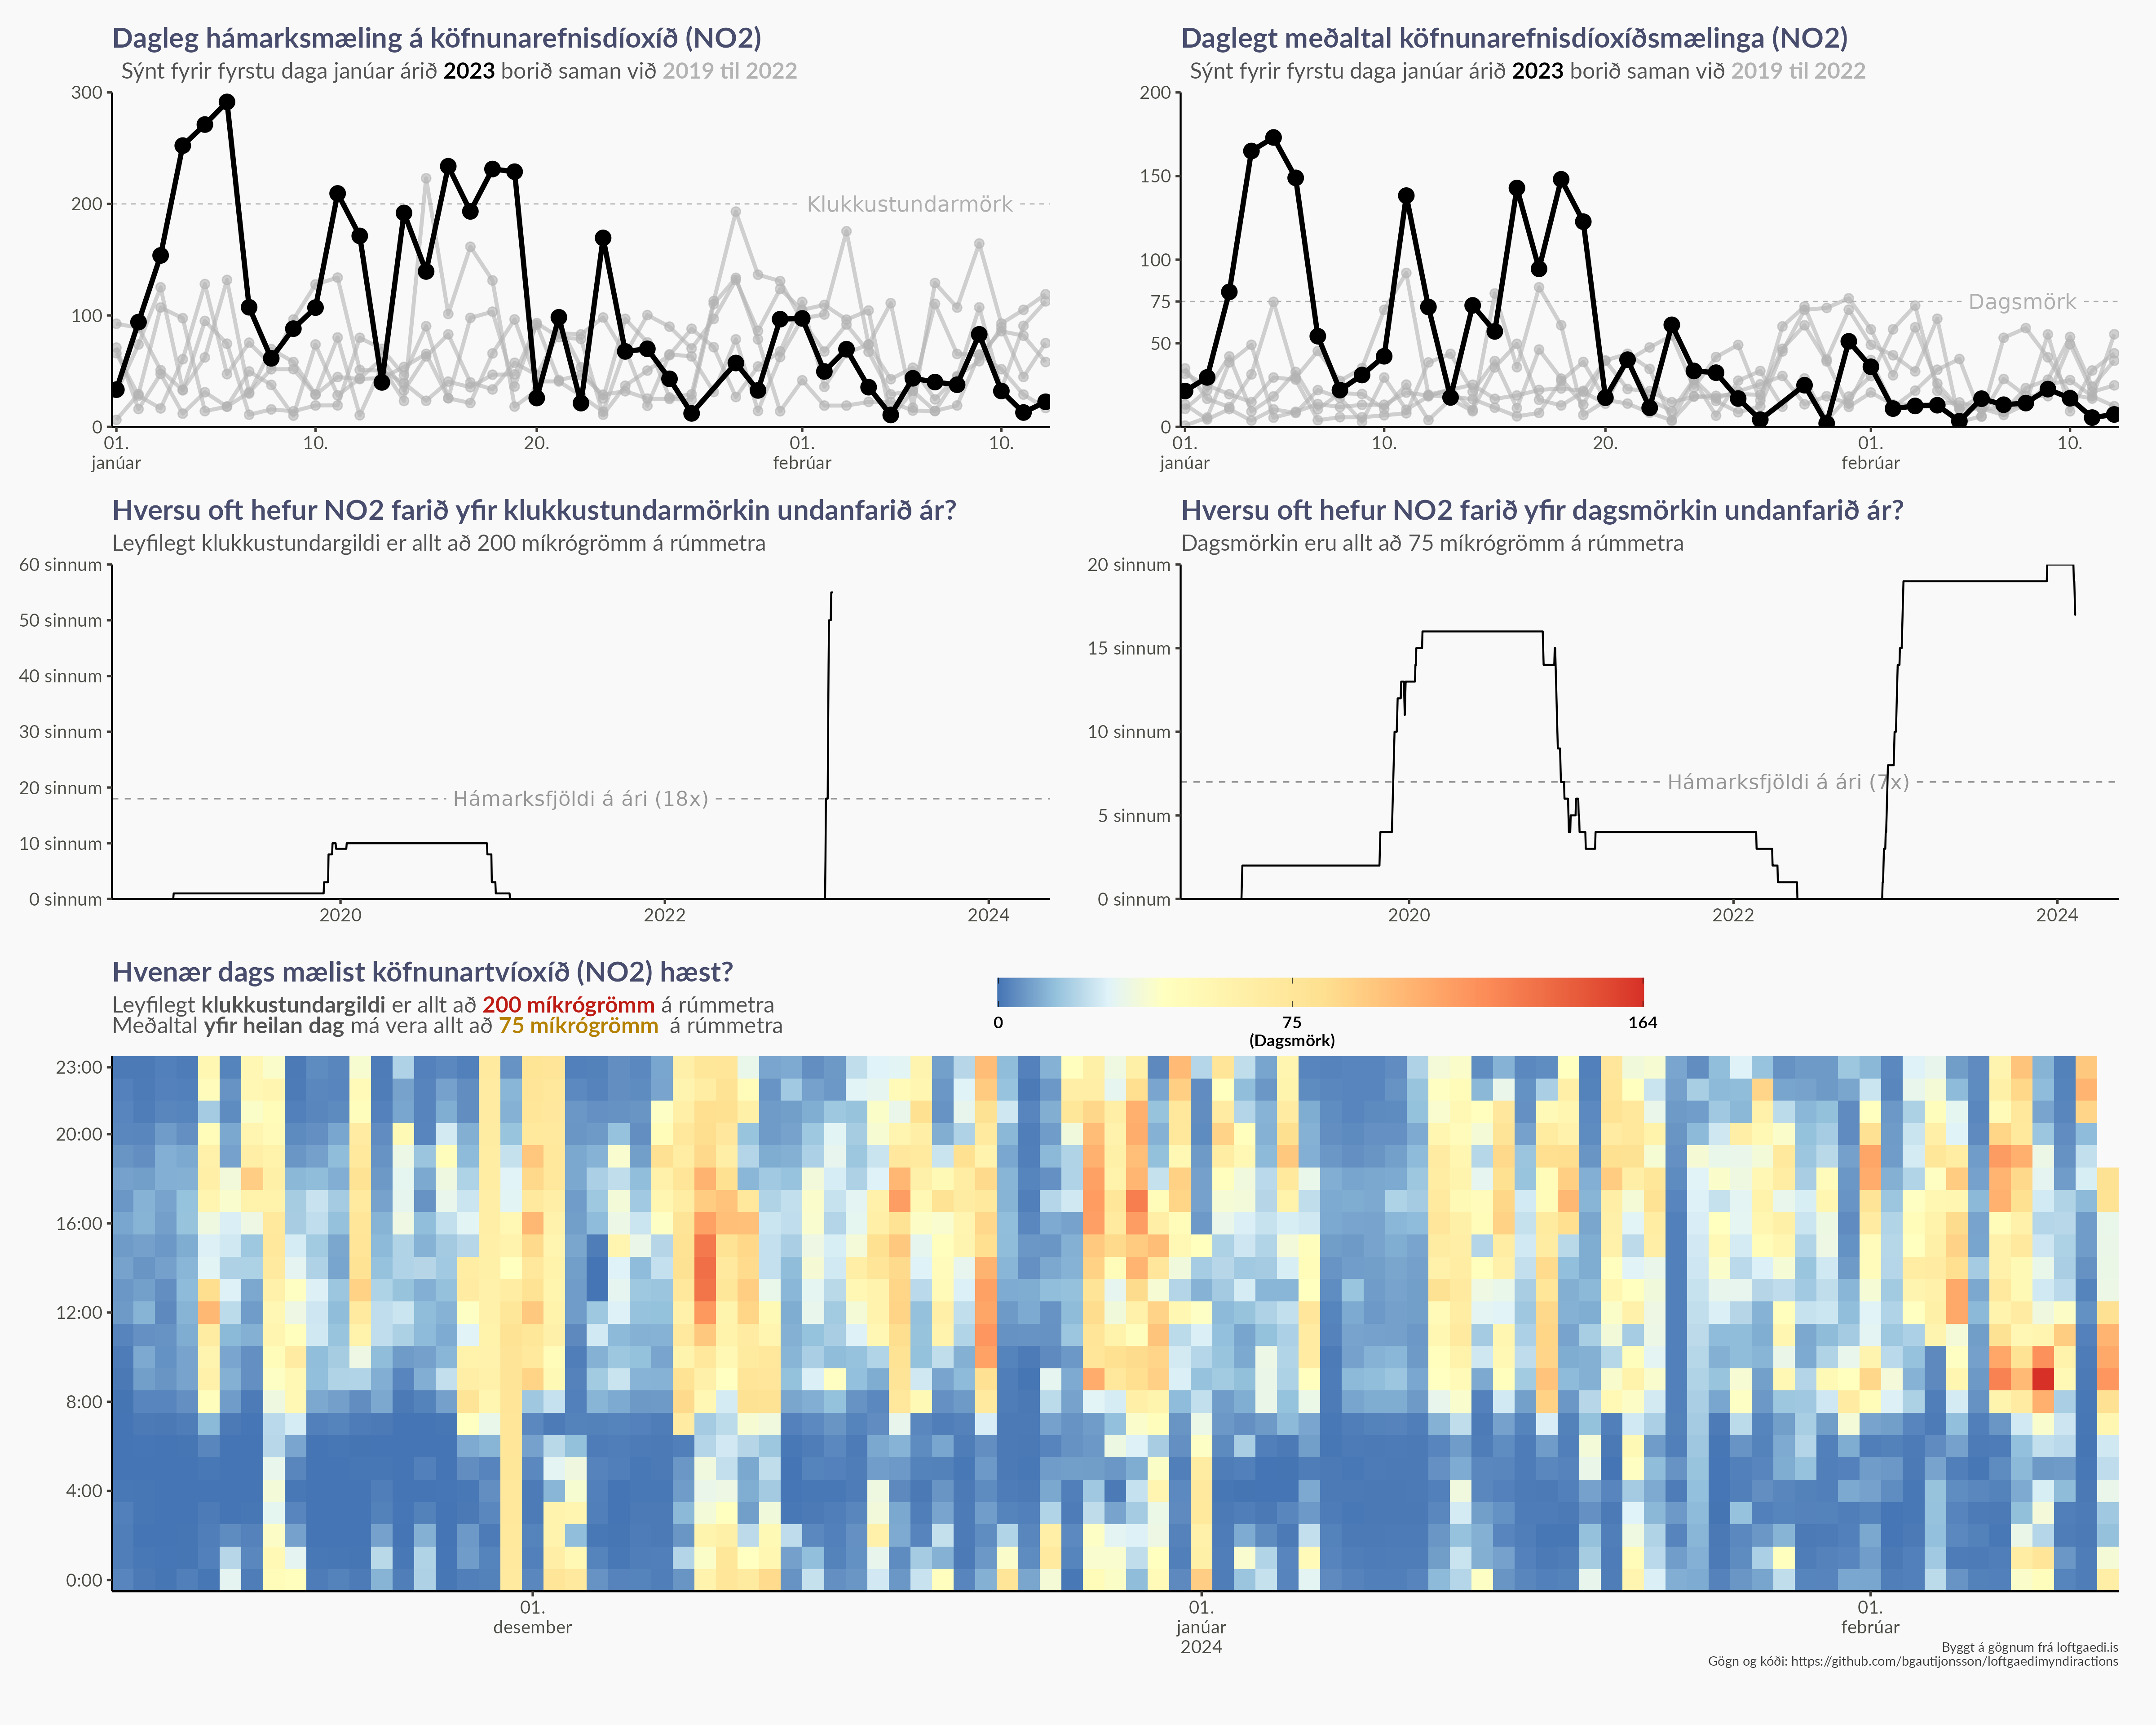 Dagleg hámarksmæling á köfnunarefnisdíoxíð (NO2)
Sýnt fyrir fyrstu daga janúar árið 2023 borið saman við 2019 til 2022
300
200
100
0
Klukkustundarmörk
01.
janúar
10.
20.
01.
febrúar
10.
Daglegt meðaltal köfnunarefnisdíoxíðsmælinga (NO2)
Sýnt fyrir fyrstu daga janúar árið 2023 borið saman við 2019 til 2022
200
150
100
75
50
0
Dagsmörk
01.
janúar
10.
20.
01.
febrúar
10.
Hversu oft hefur NO2 farið yfir klukkustundarmörkin undanfarið ár?
Leyfilegt klukkustundargildi er allt að 200 míkrógrömm á rúmmetra
60 sinnum
50 sinnum
40 sinnum
30 sinnum
20 sinnum
10 sinnum
0 sinnum
Hámarksfjöldi á ári (18x)
2020
2022
2024
Hversu oft hefur NO2 farið yfir dagsmörkin undanfarið ár?
Dagsmörkin eru allt að 75 míkrógrömm á rúmmetra
20 sinnum
15 sinnum
10 sinnum
5 sinnum
0 sinnum
Hámarksfjöldi á ári (7x)
2020
2022
2024
Hvenær dags mælist köfnunartvíoxíð (NO2) hæst?
Leyfilegt klukkustundargildi er allt að 200 míkrógrömm á rúmmetra
Meðaltal yfir heilan dag má vera allt að 75 míkrógrömm á rúmmetra
0
75
(Dagsmörk)
164
23:00
20:00
16:00
12:00
8:00
4:00
0:00
01.
desember
01.
janúar
2024
01.
febrúar
Byggt á gögnum frá loftgaedi.is
Gögn og kóði: https://github.com/bgautijonsson/loftgaedimyndiractions